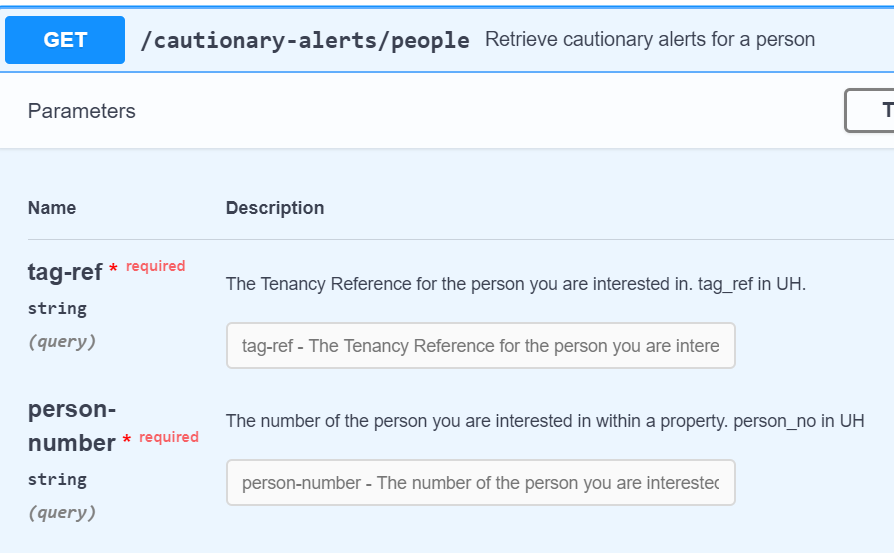 GET /cautionary-alerts/people Retrieve cautionary alerts for a person
Parameters
Name Description
tag-ref * required
The Tenancy Reference for the person you are interested in. tag_ref in UH.
string
(query)
tag-ref - The Tenancy Reference for the person you are intere
person-
number * required
The number of the person you are interested in within a property. person_no in UH
string
(query)
person-number - The number of the person you are interested